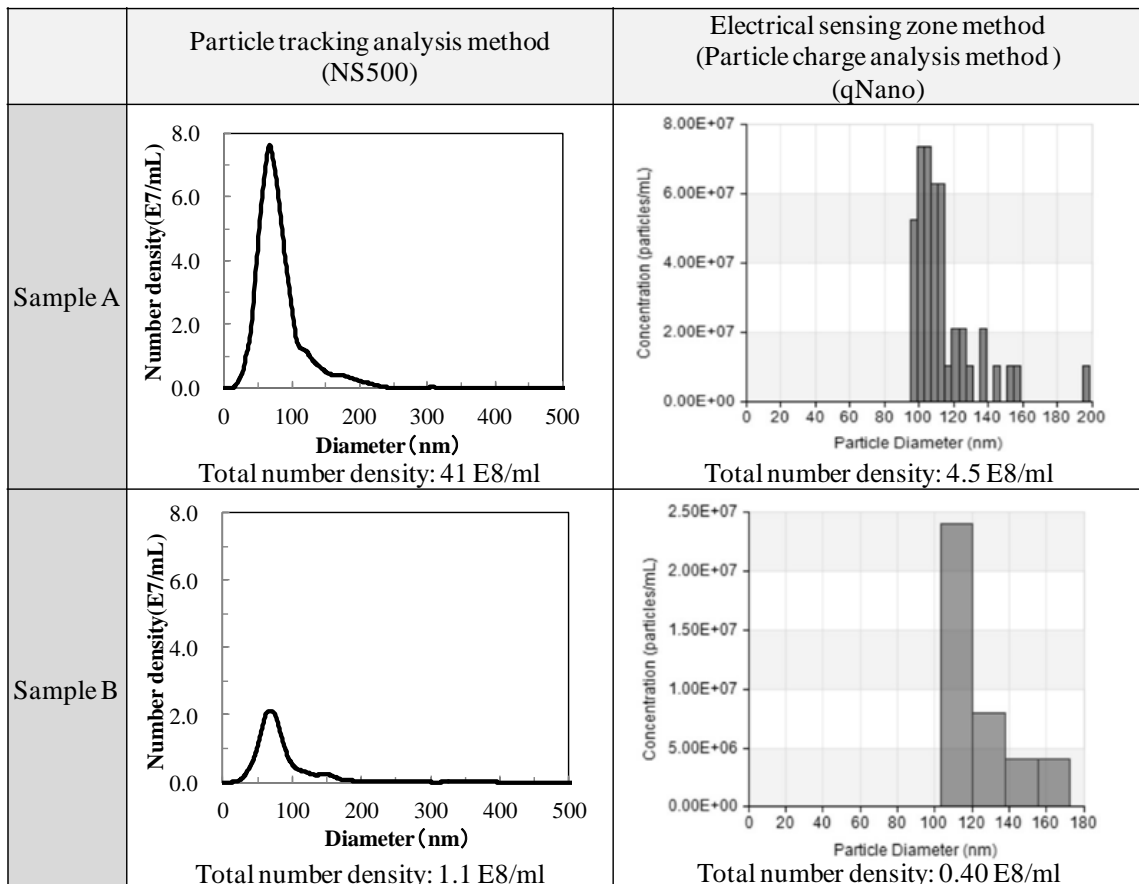 Particle tracking analysis method
(NS500)
Electrical sensing zone method
(Particle charge analysis method )
(qNano)
Sample A
Number density(E7/mL)
8.0
6.0
4.0
2.0
0.0
0 100 200 300 400 500
Diameter(nm)
Total number density: 41 E8/ml
Concentration (particles/mL)
8.00E+07
6.00E+07
4.00E+07
2.00E+07
0.00E+00
0 20 40 60 80 100 120 140 160 180 200
Particle Diameter (nm)
Total number density: 4.5 E8/ml
Sample B
Number density(E7/mL)
8.0
6.0
4.0
2.0
0.0
0 100 200 300 400 500
Diameter(nm)
Total number density: 1.1 E8/ml
Concentration (particles/mL)
2.50E+07
2.00E+07
1.50E+07
1.00E+07
5.00E+06
0.00E+00
0 20 40 60 80 100 120 140 160 180
Particle Diameter (nm)
Total number density: 0.40 E8/ml